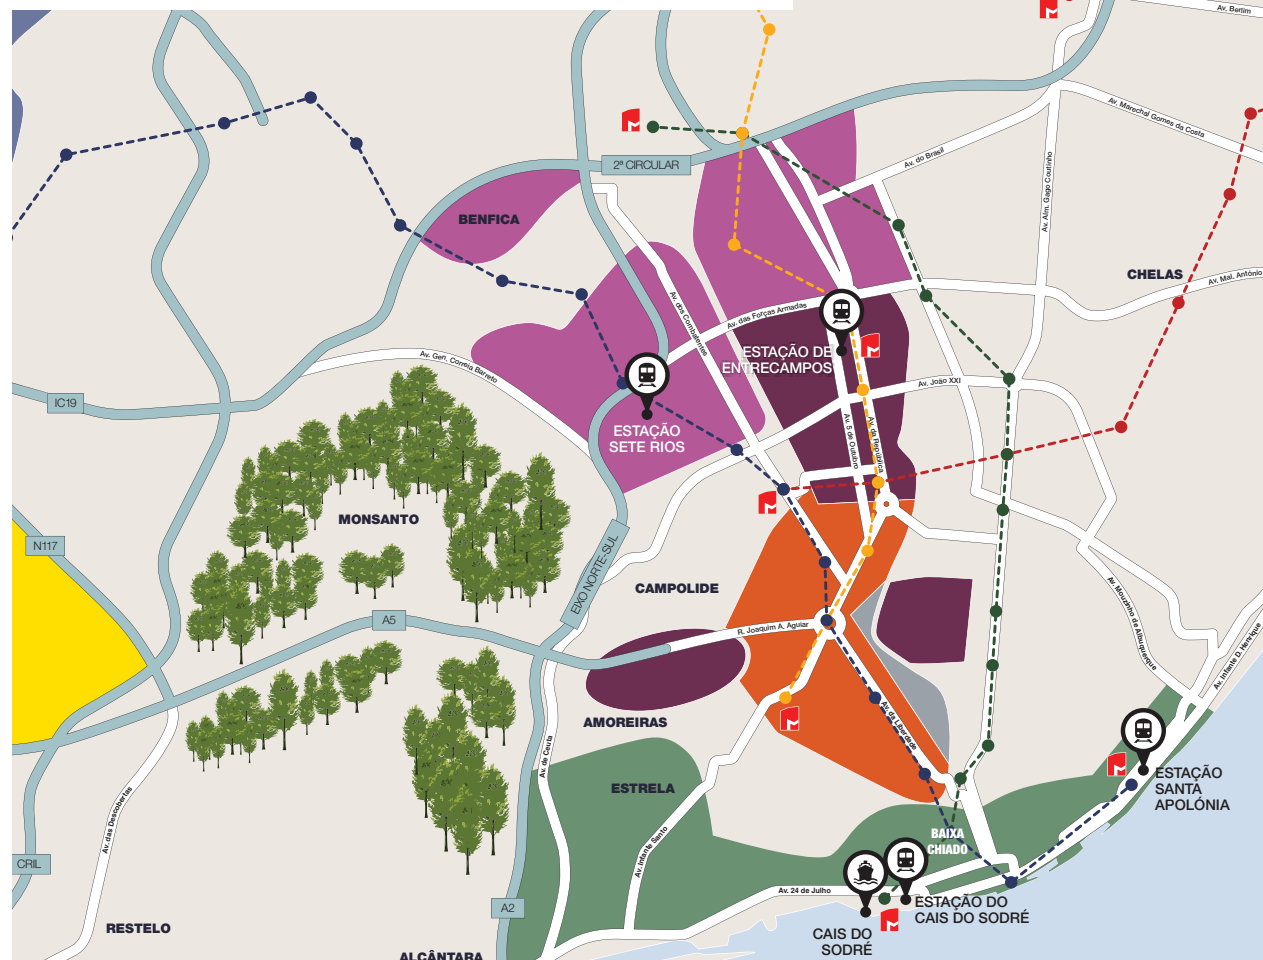 Av. Berlim
Av. Marechal Gomes da Costa
2ª CIRCULAR
Av. do Brasil
Av. Alm. Gago Coutinho
BENFICA
CHELAS
Av. Mal. António
Av. dos Combatentes
Av. das Forças Armadas
ESTAÇÃO DE
ENTRECAMPOS
Av. Gen. Correia Barreto
Av. João XXI
IC19
ESTAÇÃO
SETE RIOS
Av. 5 de Outubro
Av. da República
MONSANTO
N117
EIXO NORTE-SUL
CAMPOLIDE
A5
R. Joaquim A. Aguiar
Av. Mouzinho de Albuquerque
Av. Infante D. Henrique
AMOREIRAS
Av. da Liberdade
Av. de Ceuta
ESTRELA
ESTAÇÃO
SANTA
APOLÓNIA
Av. das Descobertas
Av. Infante Santo
BAIXA
CHIADO
CRIL
Av. 24 de Julho
A2
ESTAÇÃO DO
CAIS DO SODRÉ
RESTELO
CAIS DO
SODRÉ
ALCÂNTARA